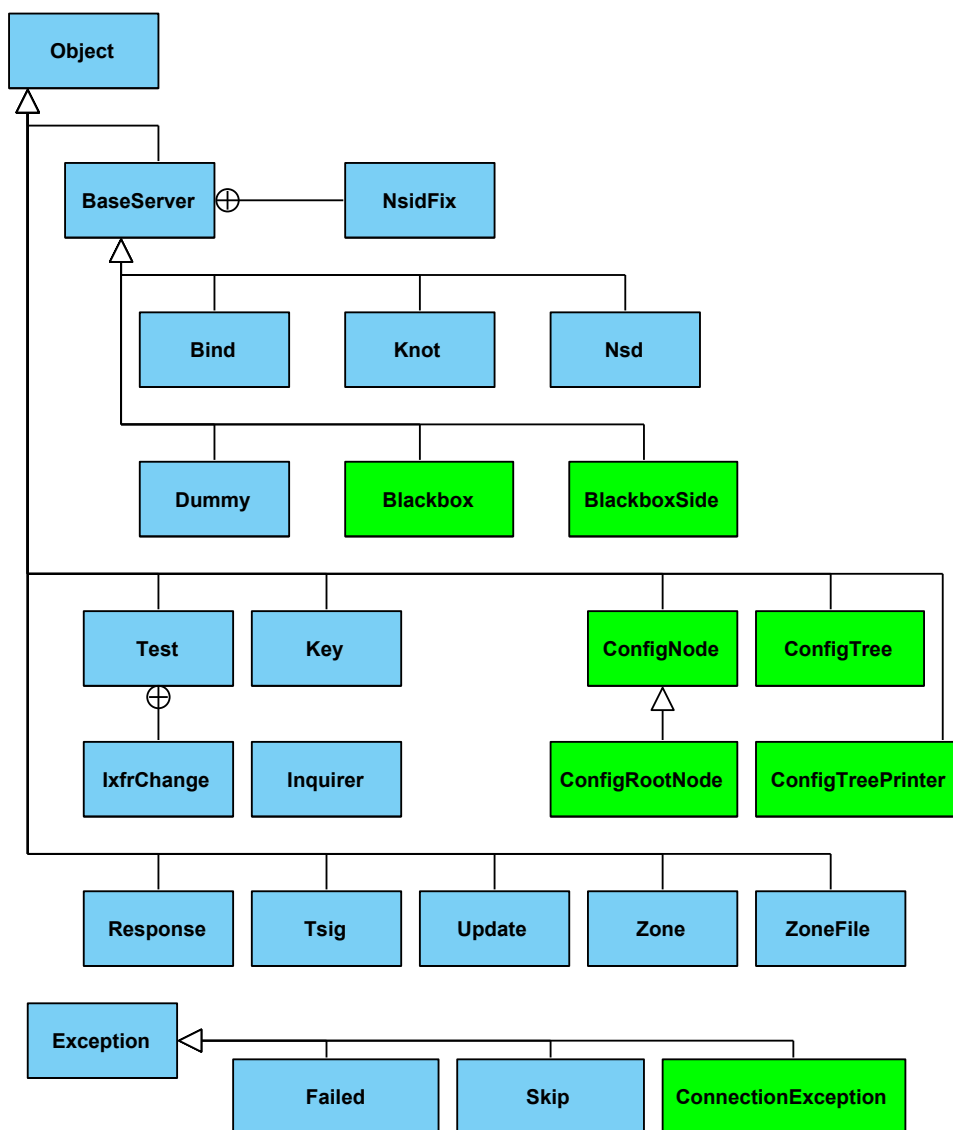 Object
BaseServer
NsidFix
Bind
Knot
Nsd
Dummy
Blackbox
BlackboxSide
Test
Key
ConfigNode
ConfigTree
IxfrChange
Inquirer
ConfigRootNode
ConfigTreePrinter
Response
Tsig
Update
Zone
ZoneFile
Exception
Failed
Skip
ConnectionException